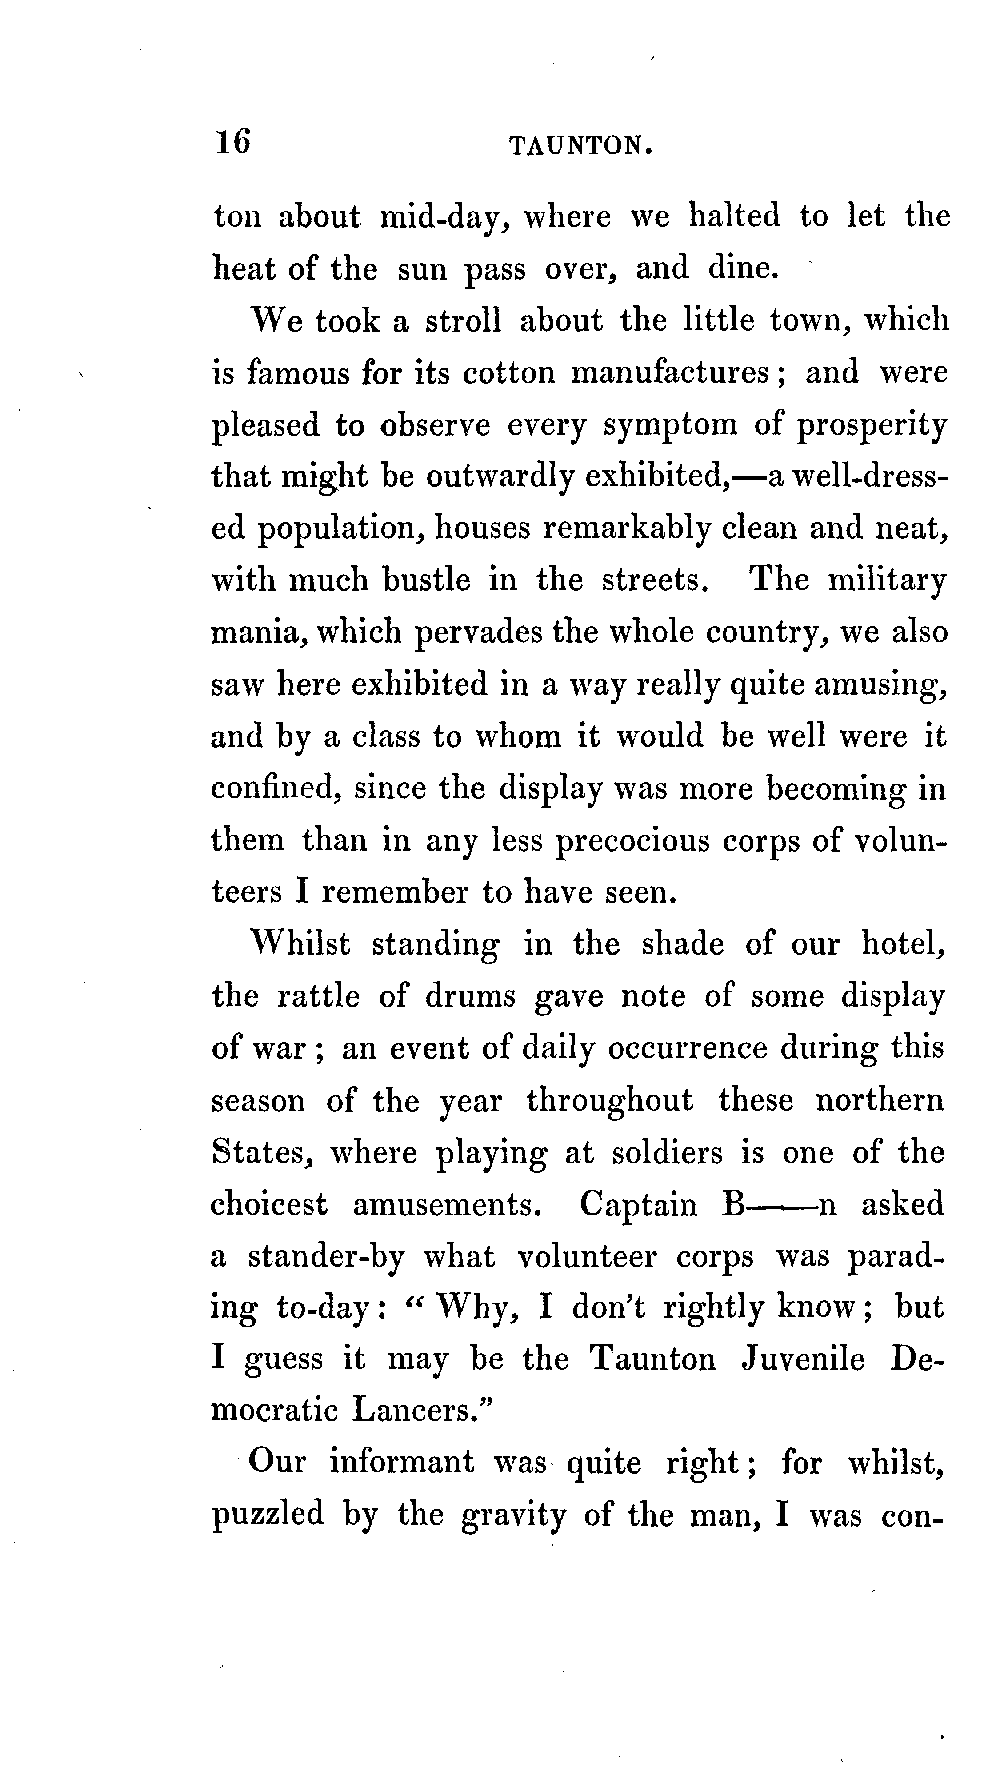 16 TAUNTON.
ton about mid-day, where we halted to let the
heat of the sun pass over, and dine.
We took a stroll about the little town, which
is famous for its cotton manufactures; and were
pleased to observe every symptom of prosperity
that might be outwardly exhibited,—a well-dress-
ed population, houses remarkably clean and neat,
with much bustle in the streets. The military
mania, which pervades the whole country, we also
saw here exhibited in a way really quite amusing,
and by a class to whom it would be well were it
confined, since the display was more becoming in
them than in any less precocious corps of volun-
teers I remember to have seen.
Whilst standing in the shade of our hotel,
the rattle of drums gave note of some display
of war; an event of daily occurrence during this
season of the year throughout these northern
States, where playing at soldiers is one of the
choicest amusements. Captain B——n asked
a stander-by what volunteer corps was parad-
ing to-day: “Why, I don't rightly know; but
I guess it may be the Taunton Juvenile De-
mocratic Lancers.”
Our informant was quite right; for whilst,
puzzled by the gravity of the man, I was con-